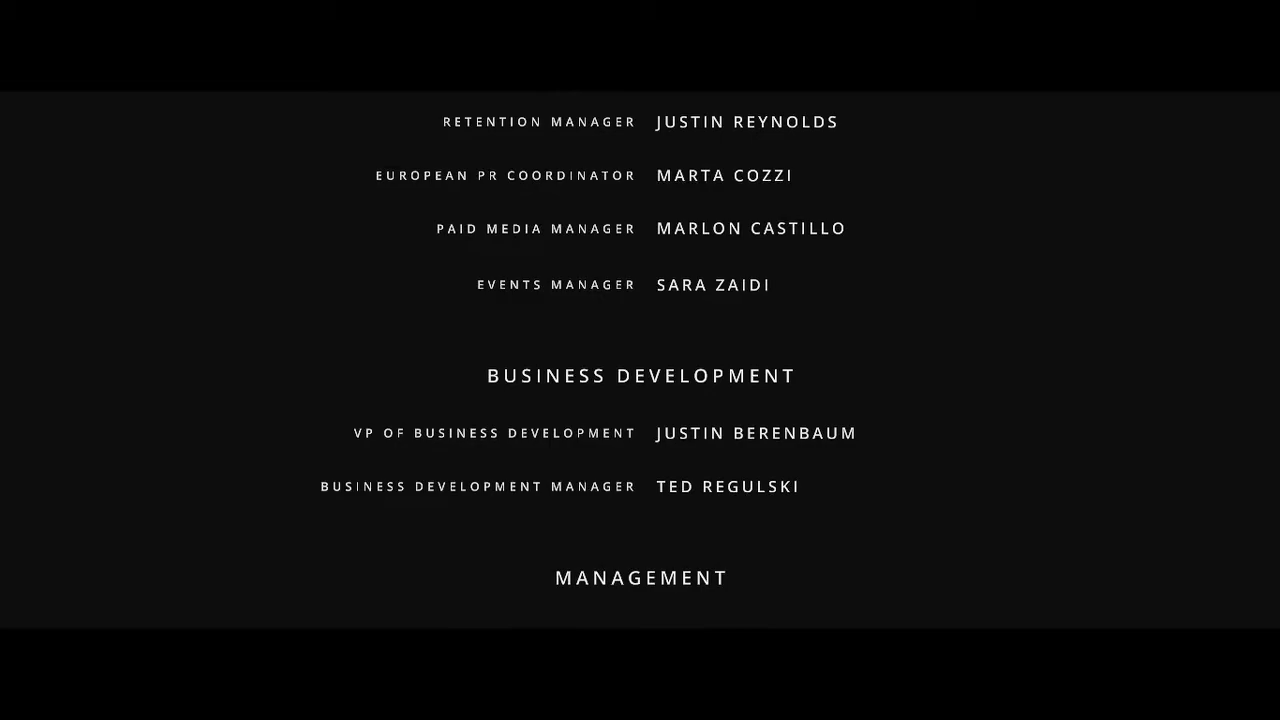 RETENTION MANAGER JUSTIN REYNOLDS
EUROPEAN PR COORDINATOR MARTA COZZI
PAID MEDIA MANAGER MARLON CASTILLO
EVENTS MANAGER SARA ZAIDI
BUSINESS DEVELOPMENT
VP OF BUSINESS DEVELOPMENT JUSTIN BERENBAUM
BUSINESS DEVELOPMENT MANAGER TED REGULSKI
MANAGEMENT